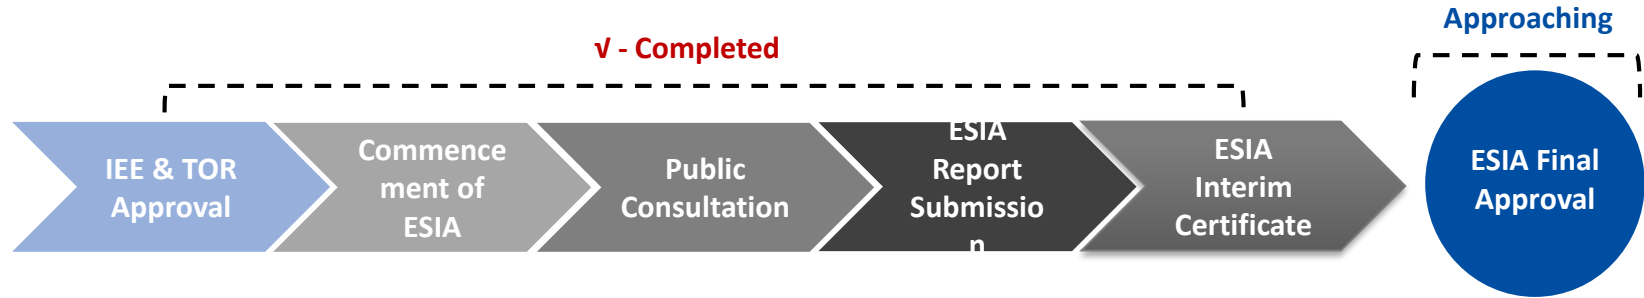 Approaching
√ - Completed
IEE & TOR
Approval
Commence
ment of
ESIA
Public
Consultation
ESIA
Report
Submissio
n
ESIA
Interim
Certificate
ESIA Final
Approval